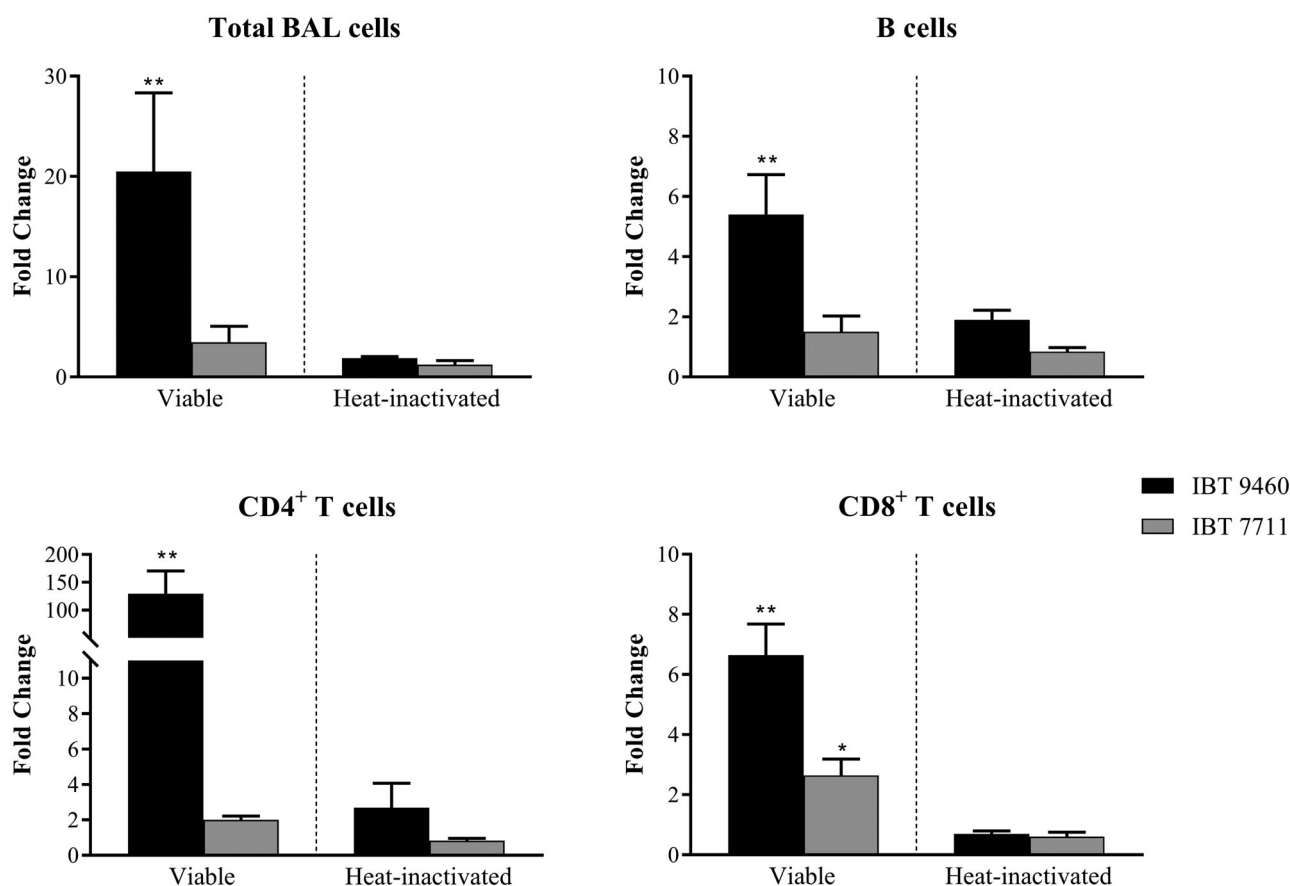 Total BAL cells
Fold Change
30
20
10
0
**
Viable
Heat-inactivated
B cells
Fold Change
10
8
6
4
2
0
**
Viable
Heat-inactivated
CD4+ T cells
Fold Change
200
150
100
10
8
6
4
2
0
**
Viable
Heat-inactivated
CD8+ T cells
Fold Change
10
8
6
4
2
0
**
*
Viable
Heat-inactivated
IBT 9460
IBT 7711